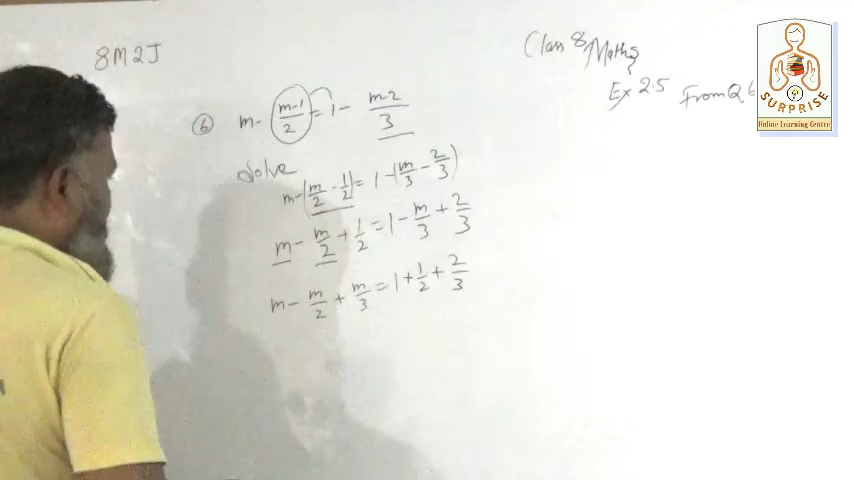 8M2J
Class 8 Maths
Ex 2.5 From Q 6
SURPRISE
Online Learning Centre
⑥ m - (m-1)/2 = 1 - (m-2)/3
Solve
m - (m/2 - 1/2) = 1 - (m/3 - 2/3)
m - m/2 + 1/2 = 1 - m/3 + 2/3
m - m/2 + m/3 = 1 + 1/2 + 2/3